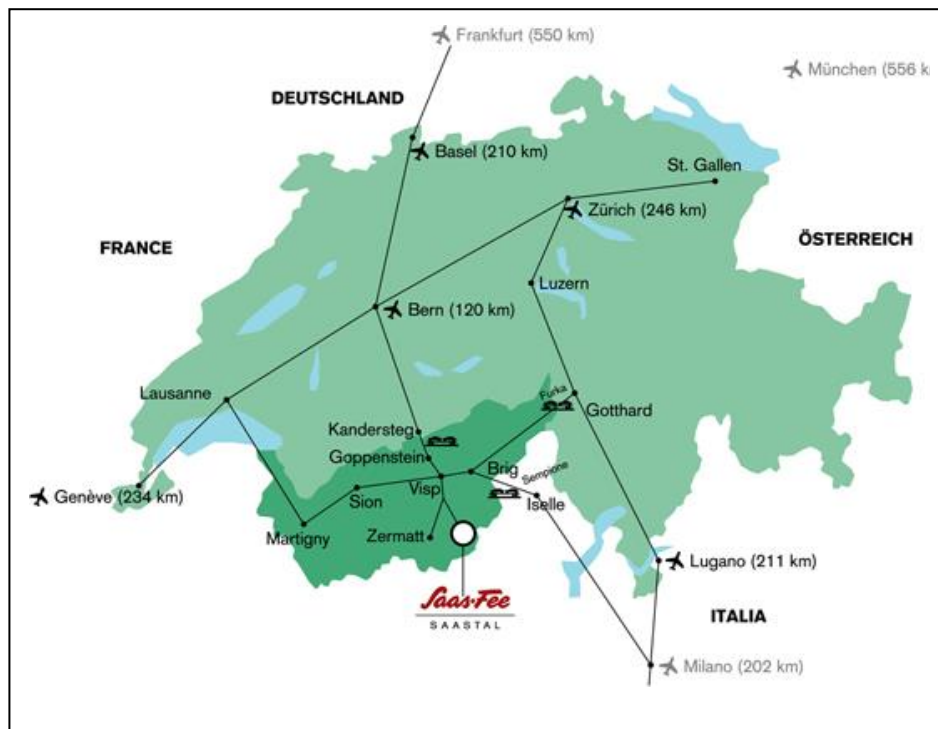 Frankfurt (550 km)
München (556 k
DEUTSCHLAND
Basel (210 km)
St. Gallen
Zürich (246 km)
FRANCE
ÖSTERREICH
Luzern
Bern (120 km)
Lausanne
Furka
Gotthard
Kandersteg
Goppenstein
Brig
Sempione
Visp
Iselle
Sion
Genève (234 km)
Martigny
Zermatt
Lugano (211 km)
Saas-Fee
SAASTAL
ITALIA
Milano (202 km)